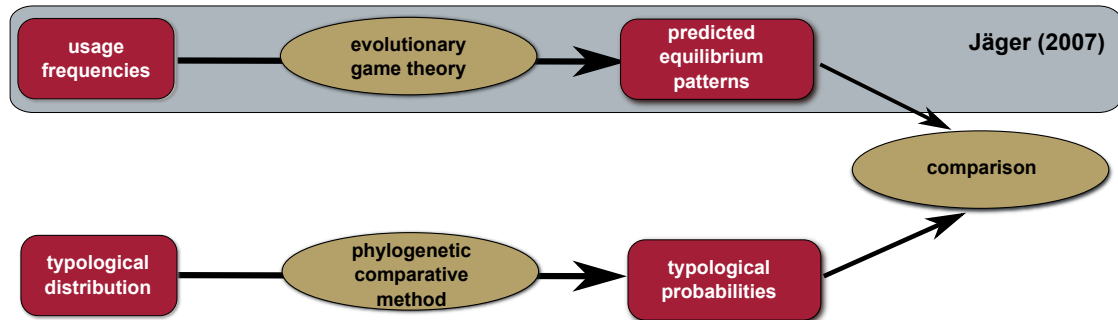 usage
frequencies
evolutionary
game theory
predicted
equilibrium
patterns
Jäger (2007)
comparison
typological
distribution
phylogenetic
comparative
method
typological
probabilities